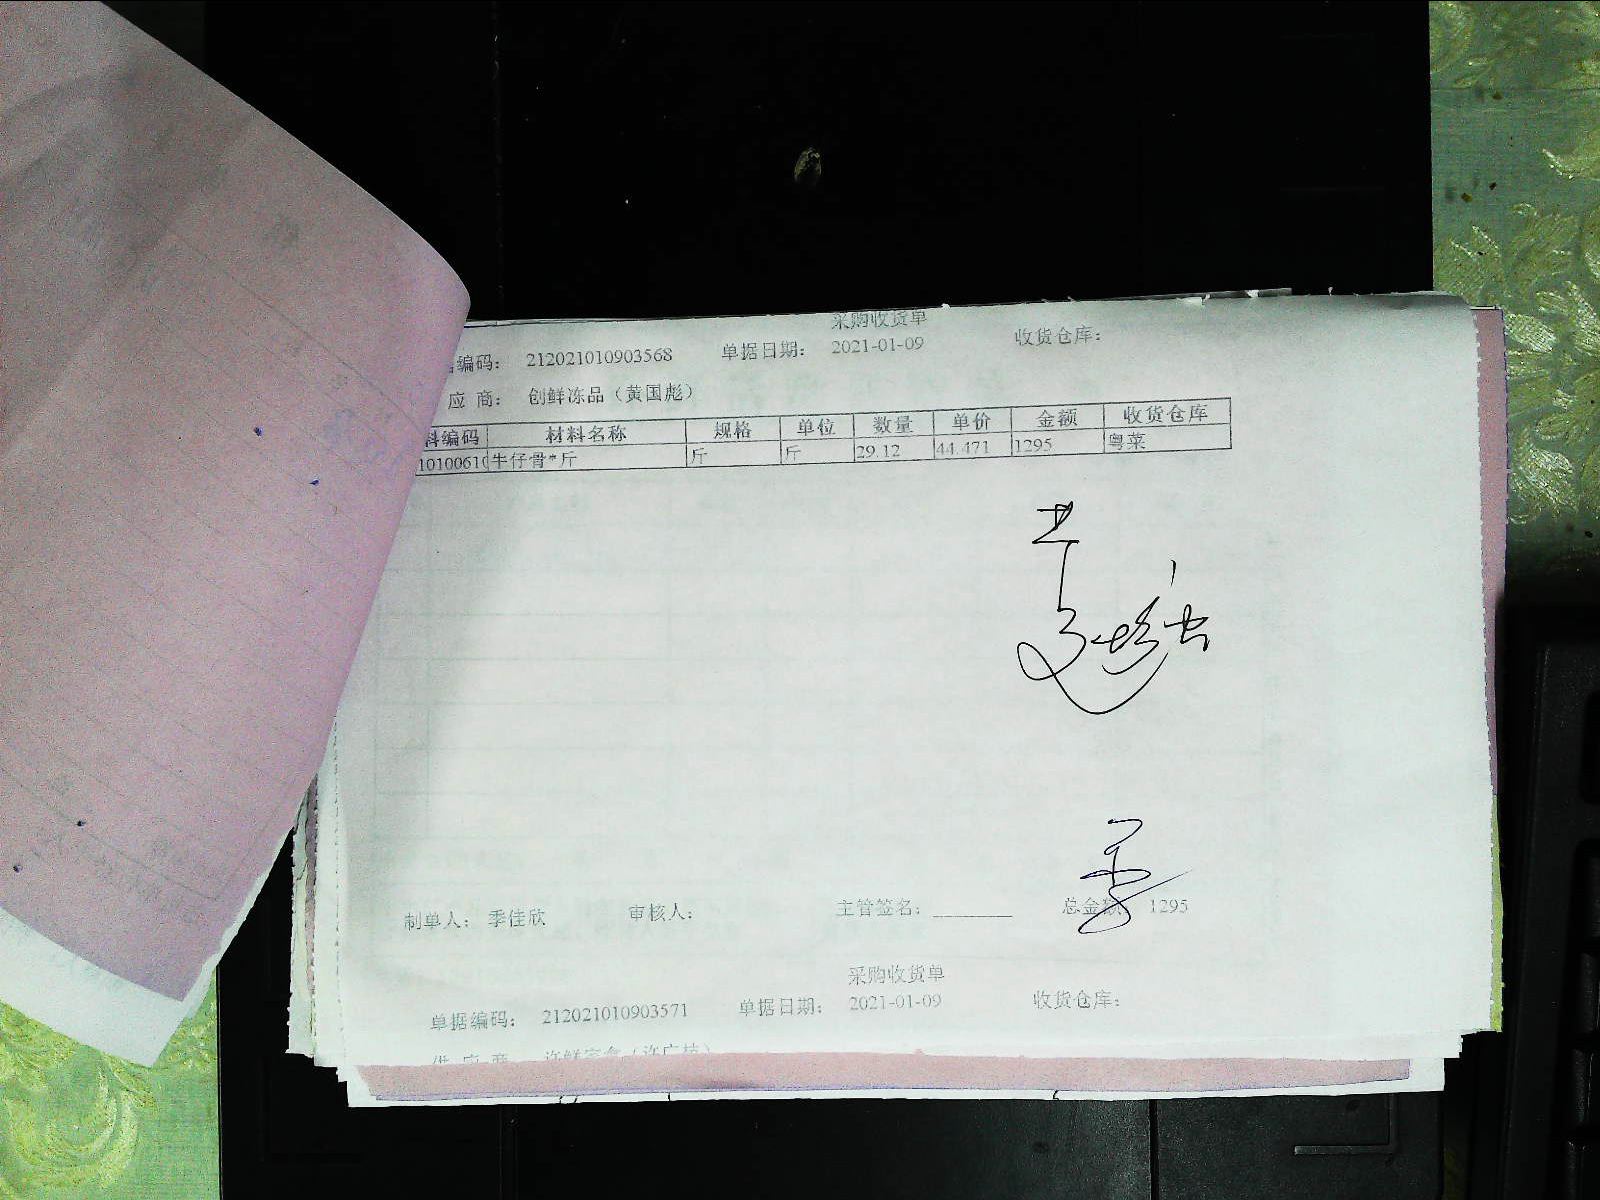 采购收货单
编码： 212021010903568 单据日期： 2021-01-09 收货仓库：
应 商： 创鲜冻品（黄国彪）
料编码 材料名称 规格 单位 数量 单价 金额 收货仓库
1010061 牛仔骨*斤 斤 斤 29.12 44.471 1295 粤菜
制单人： 季佳欣 审核人： 主管签名：________ 总金额 1295
采购收货单
单据编码： 212021010903571 单据日期： 2021-01-09 收货仓库：
供 应 商